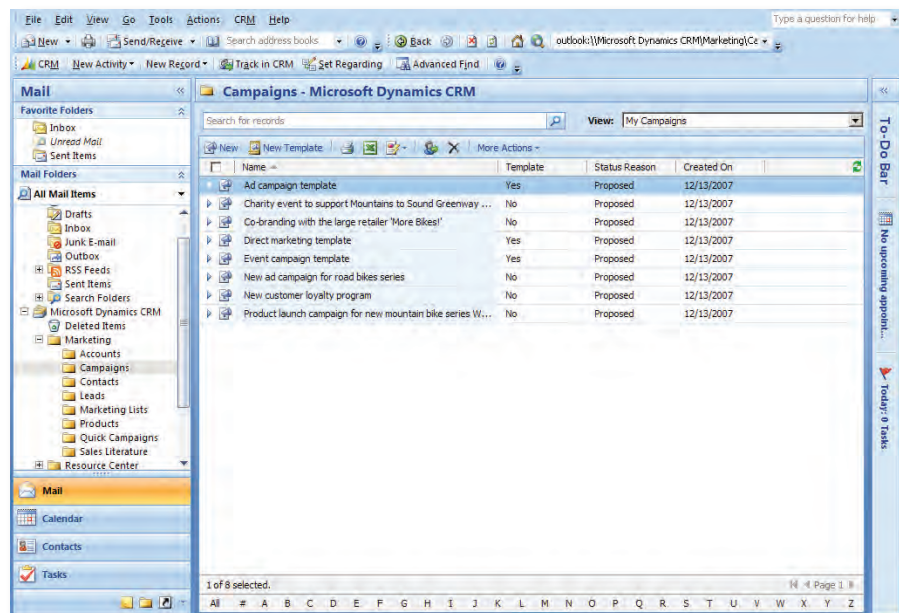 File Edit View Go Tools Actions CRM Help Type a question for help
New Send/Receive Search address books Back outlook:\\Microsoft Dynamics CRM\Marketing\Ca
CRM New Activity New Record Track in CRM Set Regarding Advanced Find
Mail
Favorite Folders
Inbox
Unread Mail
Sent Items
Mail Folders
All Mail Items
Drafts
Inbox
Junk E-mail
Outbox
RSS Feeds
Sent Items
Search Folders
Microsoft Dynamics CRM
Deleted Items
Marketing
Accounts
Campaigns
Contacts
Leads
Marketing Lists
Products
Quick Campaigns
Sales Literature
Resource Center
Mail
Calendar
Contacts
Tasks
Campaigns - Microsoft Dynamics CRM
Search for records View: My Campaigns
New New Template More Actions
Name Template Status Reason Created On
Ad campaign template Yes Proposed 12/13/2007
Charity event to support Mountains to Sound Greenway ... No Proposed 12/13/2007
Co-branding with the large retailer 'More Bikes!' No Proposed 12/13/2007
Direct marketing template Yes Proposed 12/13/2007
Event campaign template Yes Proposed 12/13/2007
New ad campaign for road bikes series No Proposed 12/13/2007
New customer loyalty program No Proposed 12/13/2007
Product launch campaign for new mountain bike series W... No Proposed 12/13/2007
1 of 8 selected. Page 1
All # A B C D E F G H I J K L M N O P Q R S T U V W X Y Z
To-Do Bar
No upcoming appoint...
Today: 0 Tasks